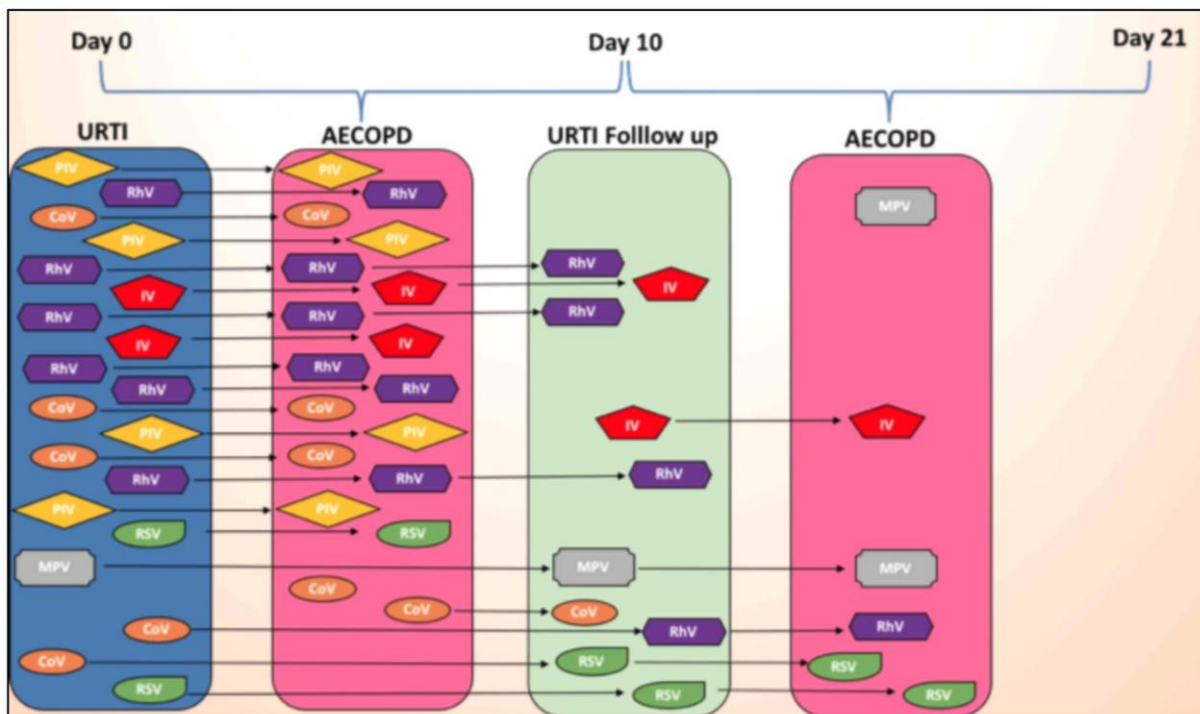 Day 0 Day 10 Day 21
URTI AECOPD URTI Folllow up AECOPD
PIV PIV
RhV RhV MPV
CoV CoV
PIV PIV
RhV RhV RhV
IV IV IV
RhV RhV RhV
IV IV
RhV RhV
RhV RhV
CoV CoV
IV IV
PIV PIV
CoV CoV
RhV RhV RhV
PIV PIV
RSV RSV
MPV MPV MPV
CoV
CoV CoV
CoV RhV RhV
CoV RSV RSV
RSV RSV RSV